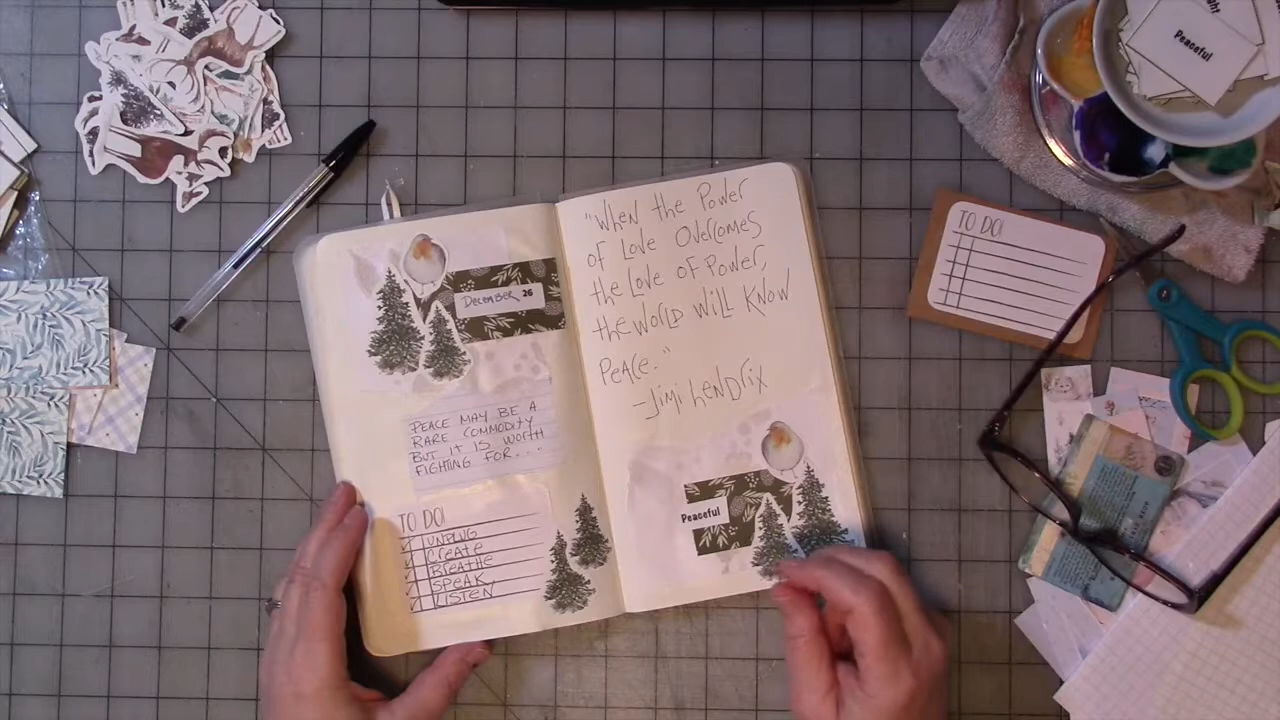 December 26
PEACE MAY BE A
RARE COMMODITY
BUT IT IS WORTH
FIGHTING FOR...
TO DO!
UNPLUG
CREATE
BREATHE
SPEAK
LISTEN
"WHEN THE POWER
OF LOVE OVERCOMES
THE LOVE OF POWER,
THE WORLD WILL KNOW
PEACE."
-JIMI HENDRIX
Peaceful
Peaceful
TO DO!